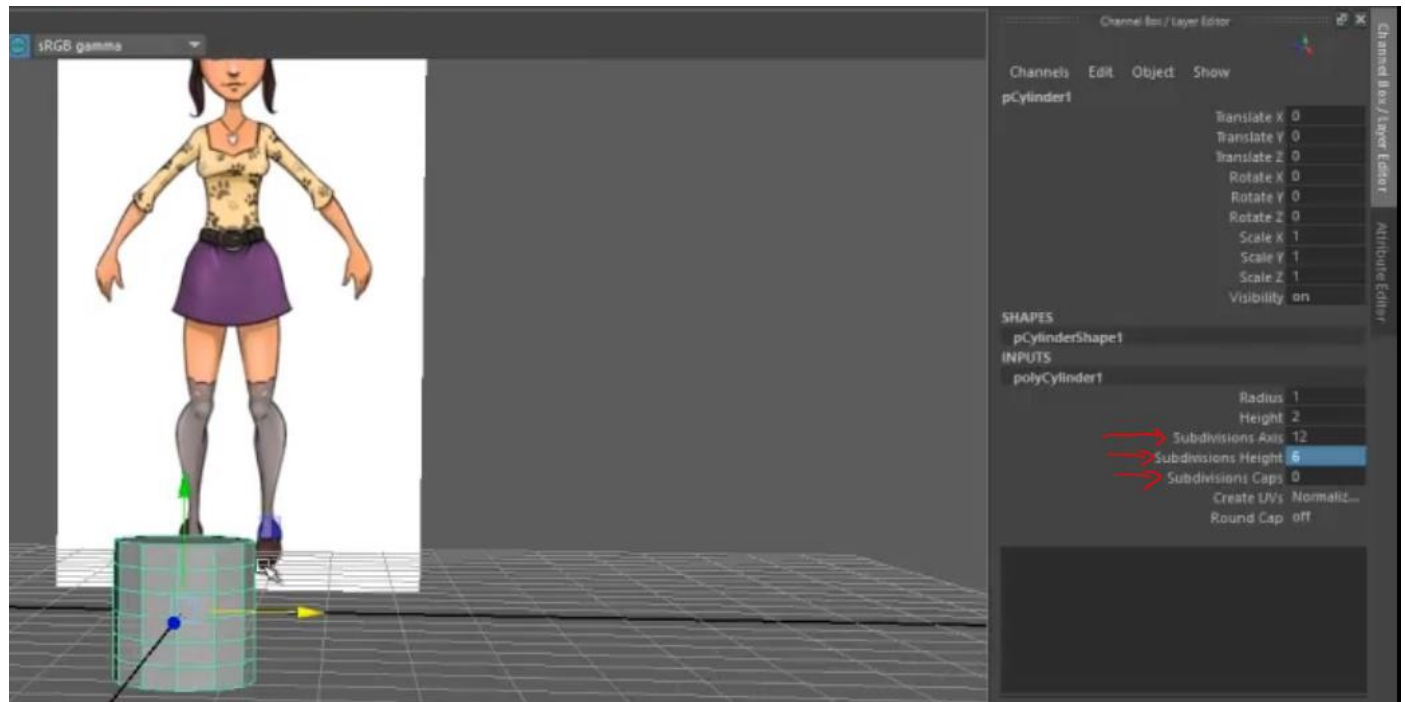 sRGB gamma
Channel Box / Layer Editor
Channels Edit Object Show
pCylinder1
Translate X 0
Translate Y 0
Translate Z 0
Rotate X 0
Rotate Y 0
Rotate Z 0
Scale X 1
Scale Y 1
Scale Z 1
Visibility on
SHAPES
pCylinderShape1
INPUTS
polyCylinder1
Radius 1
Height 2
Subdivisions Axis 12
Subdivisions Height 6
Subdivisions Caps 0
Create UVs Normaliz...
Round Cap off
Channel Box / Layer Editor
Attribute Editor